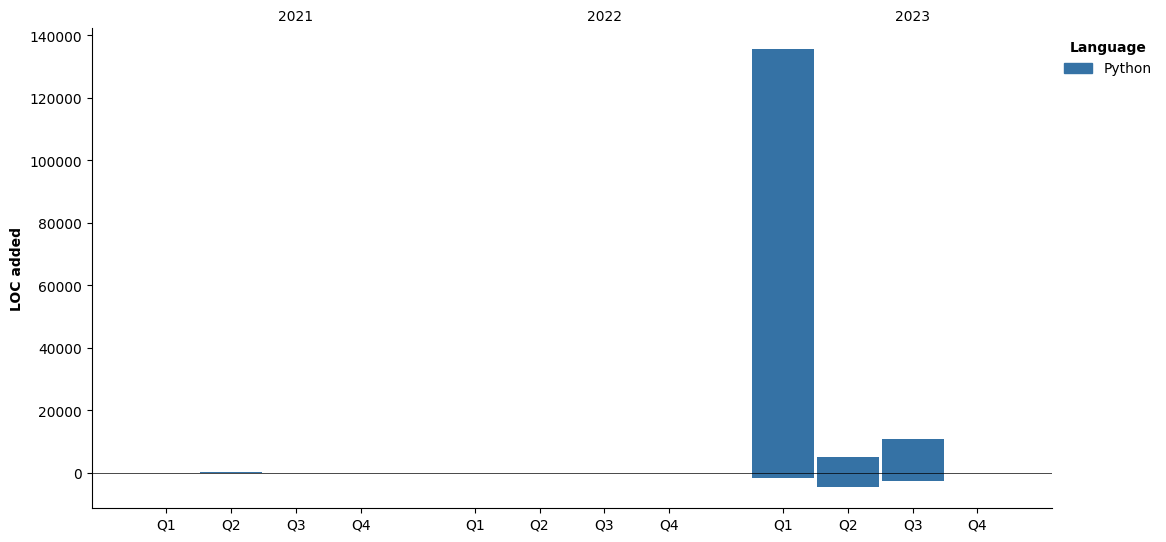 2021 2022 2023
140000
120000
100000
80000
60000
40000
20000
0
LOC added
Q1 Q2 Q3 Q4 Q1 Q2 Q3 Q4 Q1 Q2 Q3 Q4
Language
Python